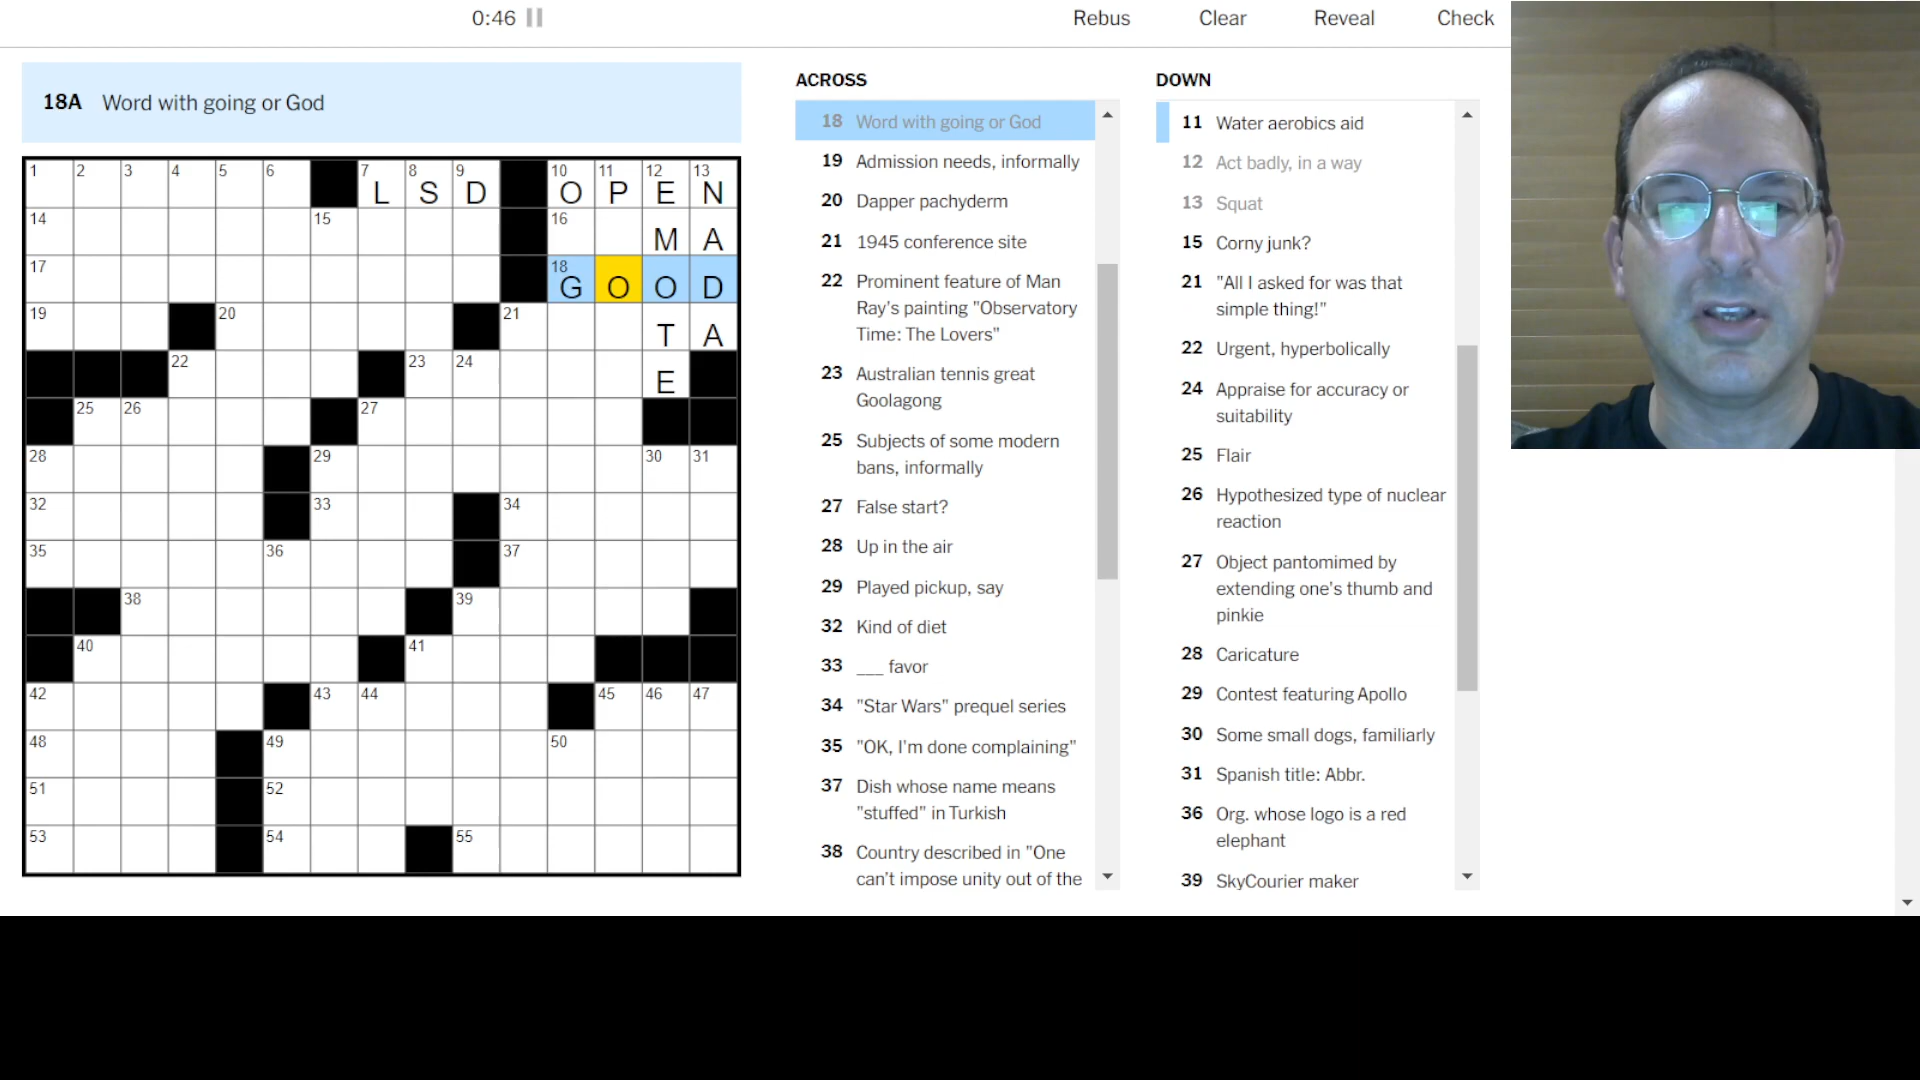 0:46
Rebus
Clear
Reveal
Check
18A Word with going or God
1 2 3 4 5 6 7 L 8 S 9 D 10 O 11 P 12 E 13 N
14 15 16 M A
17 18 G O O D
19 20 21 T A
22 23 24 E
25 26 27
28 29 30 31
32 33 34
35 36 37
38 39
40 41
42 43 44 45 46 47
48 49 50
51 52
53 54 55
ACROSS
18 Word with going or God
19 Admission needs, informally
20 Dapper pachyderm
21 1945 conference site
22 Prominent feature of Man
Ray's painting "Observatory
Time: The Lovers"
23 Australian tennis great
Goolagong
25 Subjects of some modern
bans, informally
27 False start?
28 Up in the air
29 Played pickup, say
32 Kind of diet
33 ___ favor
34 "Star Wars" prequel series
35 "OK, I'm done complaining"
37 Dish whose name means
"stuffed" in Turkish
38 Country described in "One
can't impose unity out of the
DOWN
11 Water aerobics aid
12 Act badly, in a way
13 Squat
15 Corny junk?
21 "All I asked for was that
simple thing!"
22 Urgent, hyperbolically
24 Appraise for accuracy or
suitability
25 Flair
26 Hypothesized type of nuclear
reaction
27 Object pantomimed by
extending one's thumb and
pinkie
28 Caricature
29 Contest featuring Apollo
30 Some small dogs, familiarly
31 Spanish title: Abbr.
36 Org. whose logo is a red
elephant
39 SkyCourier maker